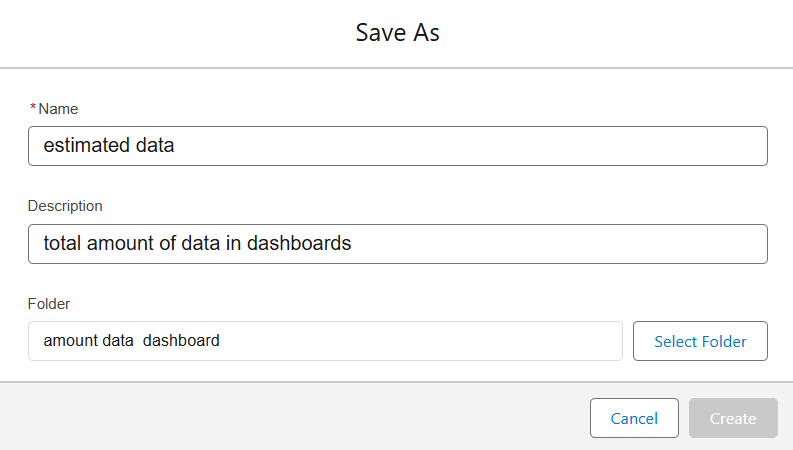 Save As
*Name
estimated data
Description
total amount of data in dashboards
Folder
amount data  dashboard
Select Folder
Cancel
Create